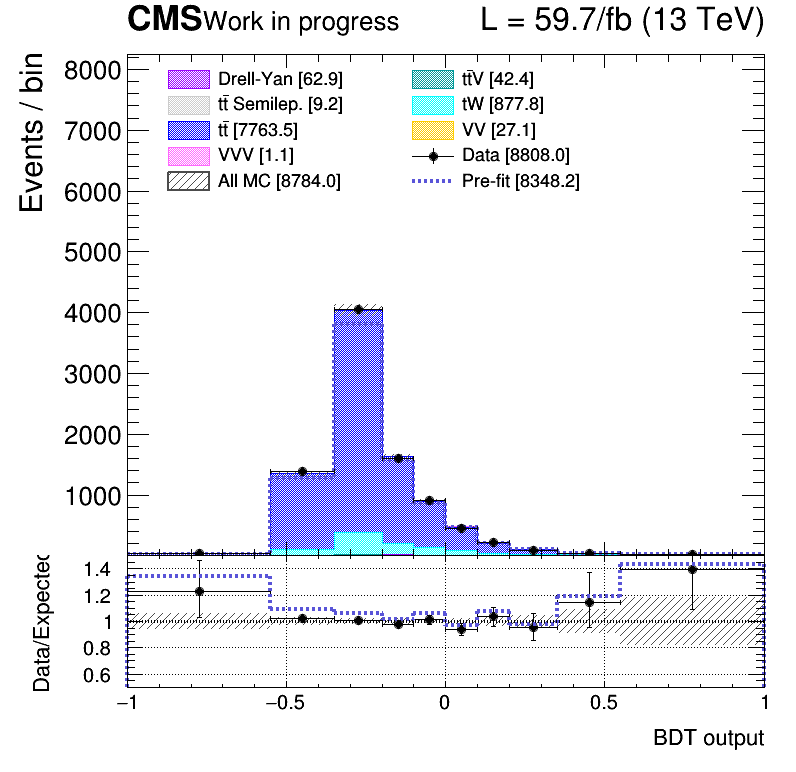 CMS Work in progress L = 59.7/fb (13 TeV)
Events / bin
8000
7000
6000
5000
4000
3000
2000
1000
Drell-Yan [62.9]
tt̄ Semilep. [9.2]
tt̄ [7763.5]
VVV [1.1]
All MC [8784.0]
tt̄V [42.4]
tW [877.8]
VV [27.1]
Data [8808.0]
Pre-fit [8348.2]
Data/Expected
1.4
1.2
1
0.8
0.6
−1 −0.5 0 0.5 1
BDT output